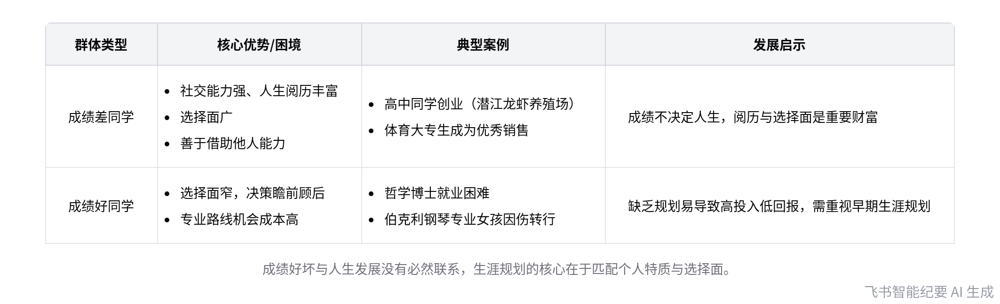 群体类型
核心优势/困境
典型案例
发展启示
成绩差同学
社交能力强、人生阅历丰富
选择面广
善于借助他人能力
高中同学创业（潜江龙虾养殖场）
体育大专生成为优秀销售
成绩不决定人生，阅历与选择面是重要财富
成绩好同学
选择面窄，决策瞻前顾后
专业路线机会成本高
哲学博士就业困难
伯克利钢琴专业女孩因伤转行
缺乏规划易导致高投入低回报，需重视早期生涯规划
成绩好坏与人生发展没有必然联系，生涯规划的核心在于匹配个人特质与选择面。
飞书智能纪要 AI 生成